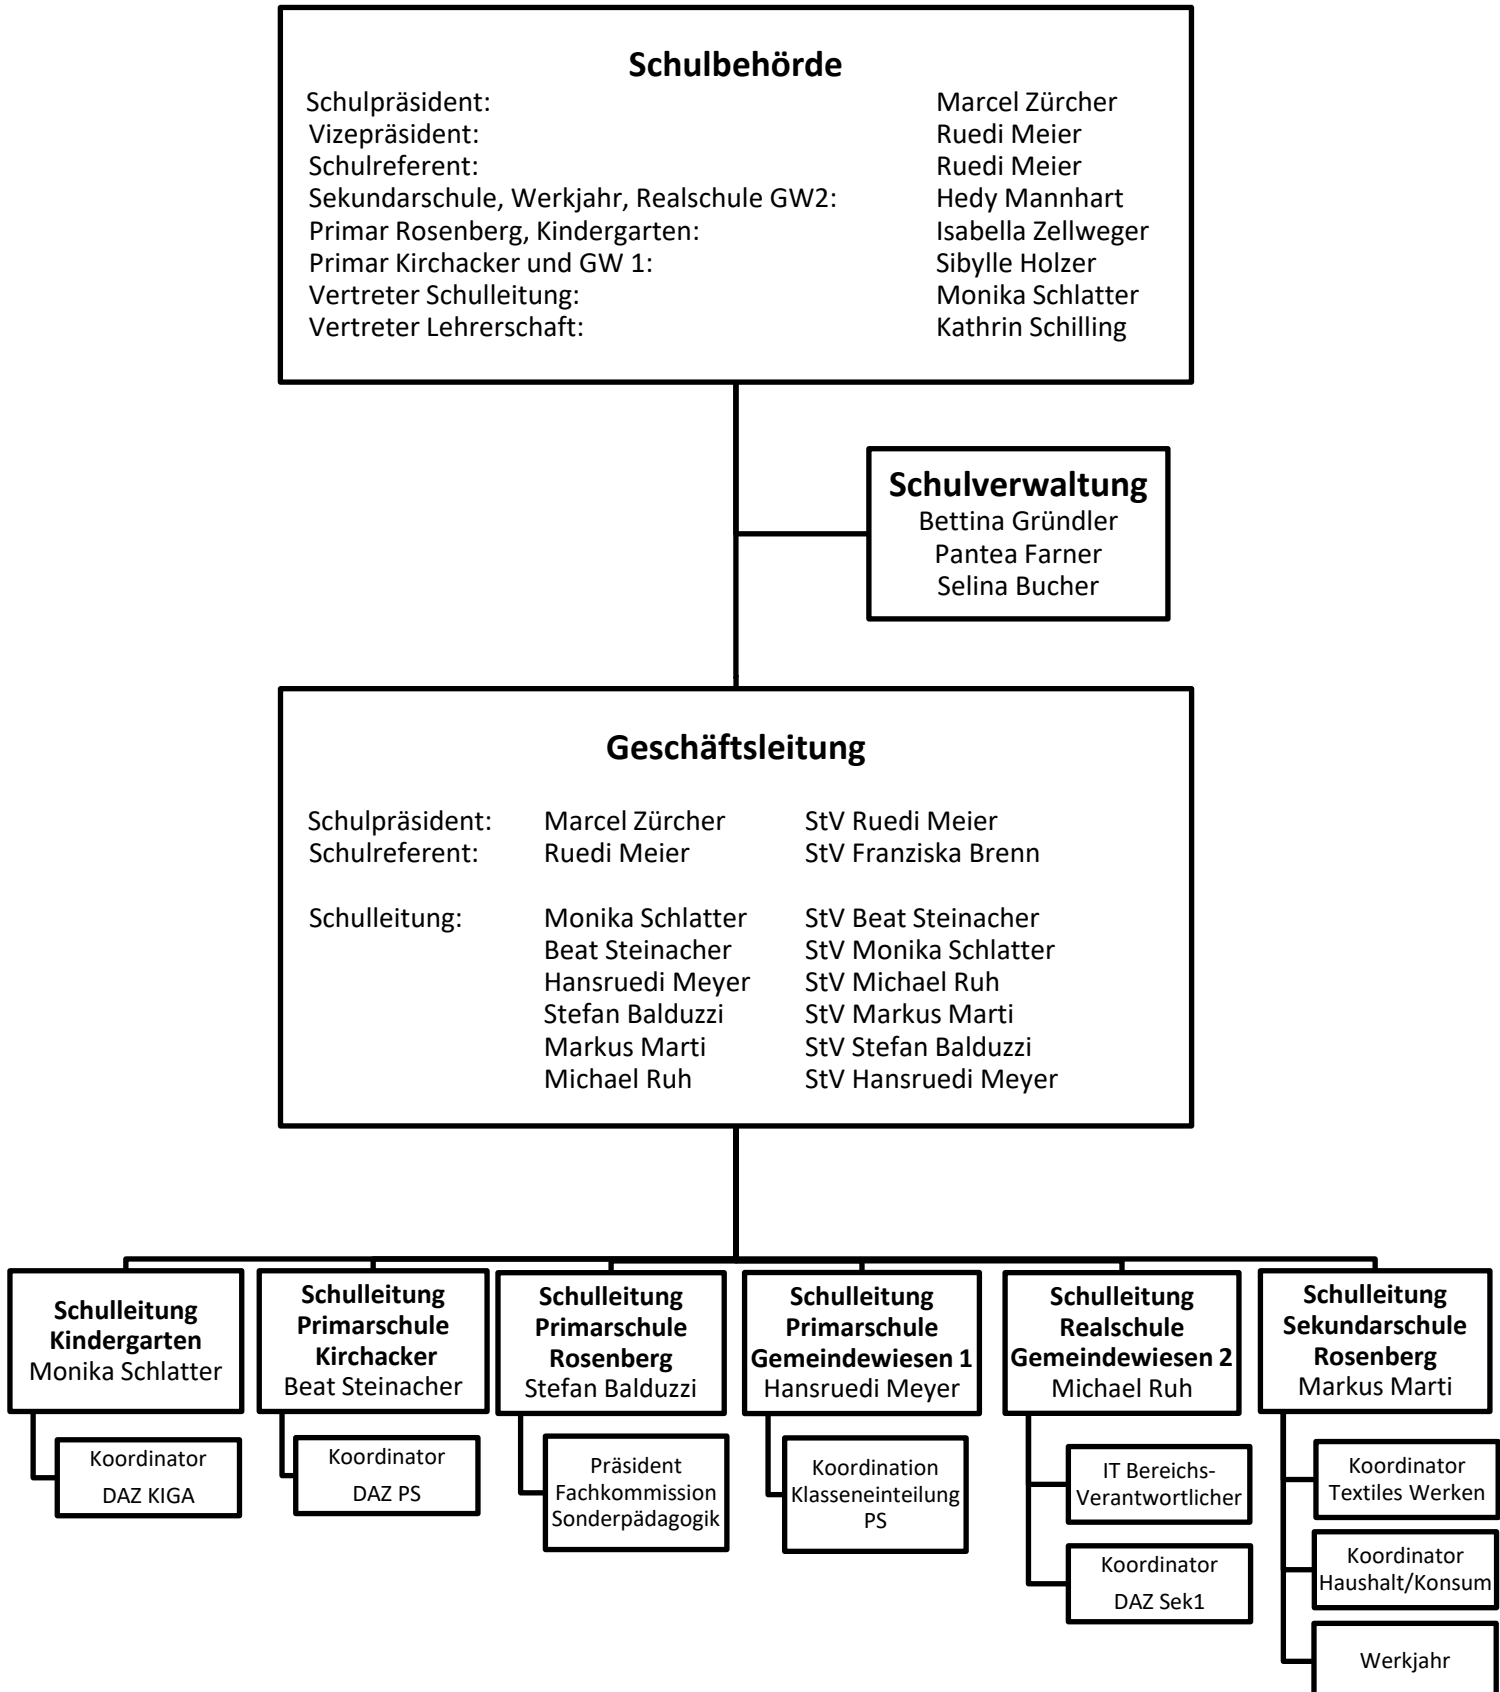 Schulbehörde
Schulpräsident: Marcel Zürcher
Vizepräsident: Ruedi Meier
Schulreferent: Ruedi Meier
Sekundarschule, Werkjahr, Realschule GW2: Hedy Mannhart
Primar Rosenberg, Kindergarten: Isabella Zellweger
Primar Kirchacker und GW 1: Sibylle Holzer
Vertreter Schulleitung: Monika Schlatter
Vertreter Lehrerschaft: Kathrin Schilling
Schulverwaltung
Bettina Gründler
Pantea Farner
Selina Bucher
Geschäftsleitung
Schulpräsident: Marcel Zürcher StV Ruedi Meier
Schulreferent: Ruedi Meier StV Franziska Brenn
Schulleitung: Monika Schlatter StV Beat Steinacher
Beat Steinacher StV Monika Schlatter
Hansruedi Meyer StV Michael Ruh
Stefan Balduzzi StV Markus Marti
Markus Marti StV Stefan Balduzzi
Michael Ruh StV Hansruedi Meyer
Schulleitung
Kindergarten
Monika Schlatter
Koordinator
DAZ KIGA
Schulleitung
Primarschule
Kirchacker
Beat Steinacher
Koordinator
DAZ PS
Schulleitung
Primarschule
Rosenberg
Stefan Balduzzi
Präsident
Fachkommission
Sonderpädagogik
Schulleitung
Primarschule
Gemeindewiesen 1
Hansruedi Meyer
Koordination
Klasseneinteilung
PS
Schulleitung
Realschule
Gemeindewiesen 2
Michael Ruh
IT Bereichs-
Verantwortlicher
Koordinator
DAZ Sek1
Schulleitung
Sekundarschule
Rosenberg
Markus Marti
Koordinator
Textiles Werken
Koordinator
Haushalt/Konsum
Werkjahr